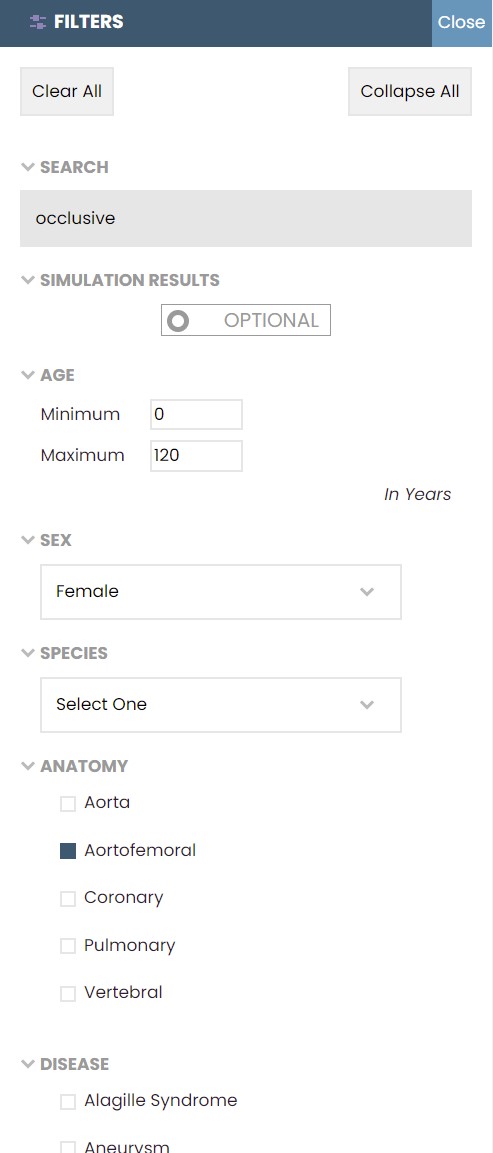 FILTERS
Close
Clear All
Collapse All
SEARCH
occlusive
SIMULATION RESULTS
OPTIONAL
AGE
Minimum 0
Maximum 120
In Years
SEX
Female
SPECIES
Select One
ANATOMY
Aorta
Aortofemoral
Coronary
Pulmonary
Vertebral
DISEASE
Alagille Syndrome
Aneurysm